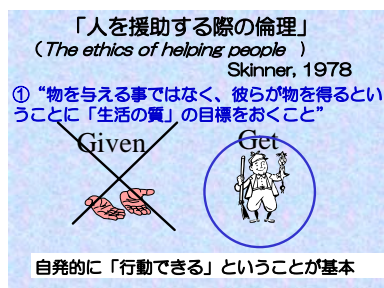 「人を援助する際の倫理」
（The ethics of helping people ）
Skinner, 1978
①“物を与える事ではなく、彼らが物を得るとい
うことに「生活の質」の目標をおくこと”
Given Get
自発的に「行動できる」ということが基本